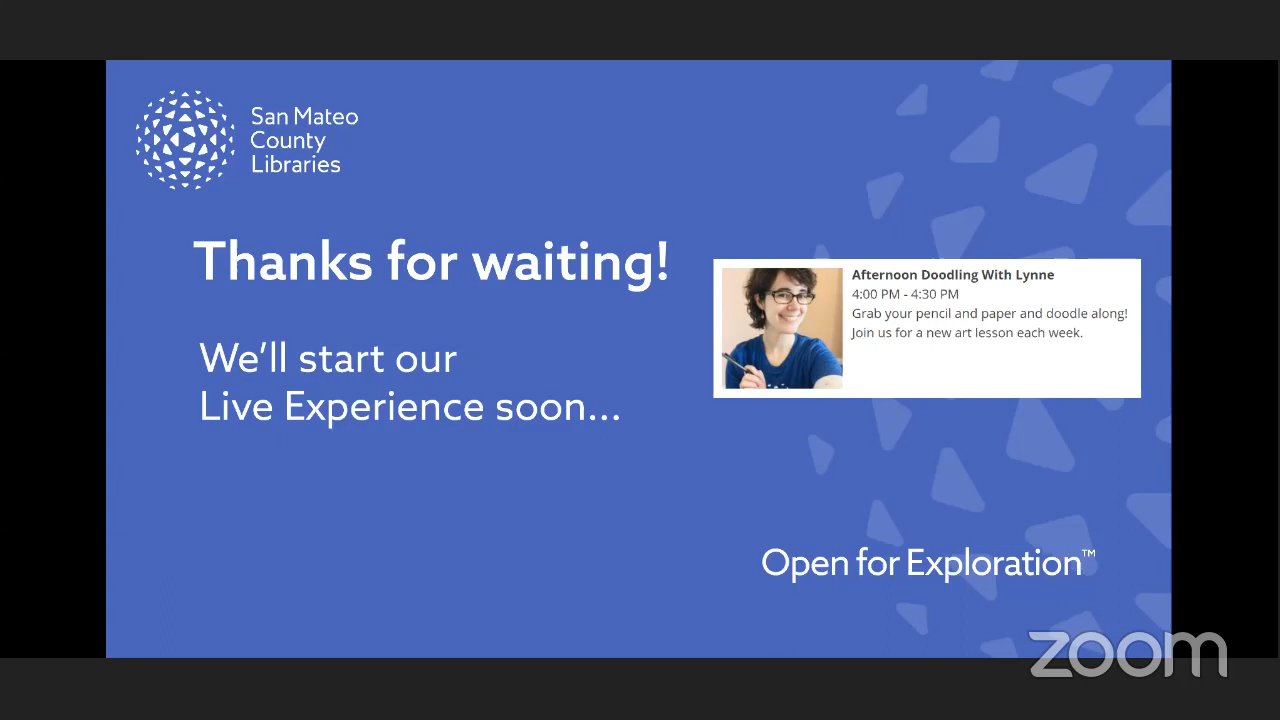 San Mateo
County
Libraries
Thanks for waiting!
We'll start our
Live Experience soon...
Afternoon Doodling With Lynne
4:00 PM - 4:30 PM
Grab your pencil and paper and doodle along!
Join us for a new art lesson each week.
Open for Exploration™
zoom